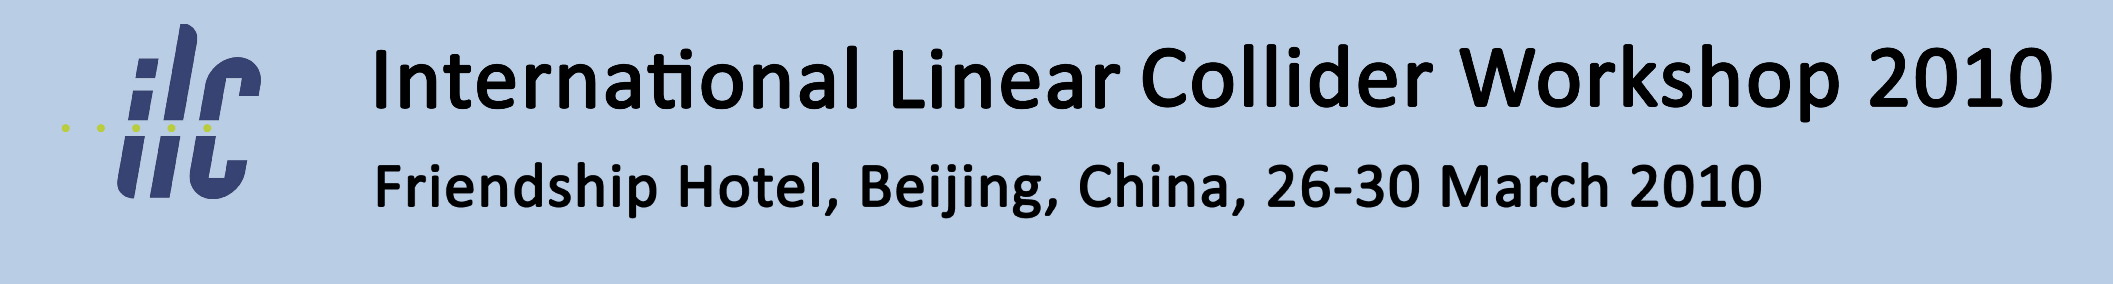 ilc
International Linear Collider Workshop 2010
Friendship Hotel, Beijing, China, 26-30 March 2010